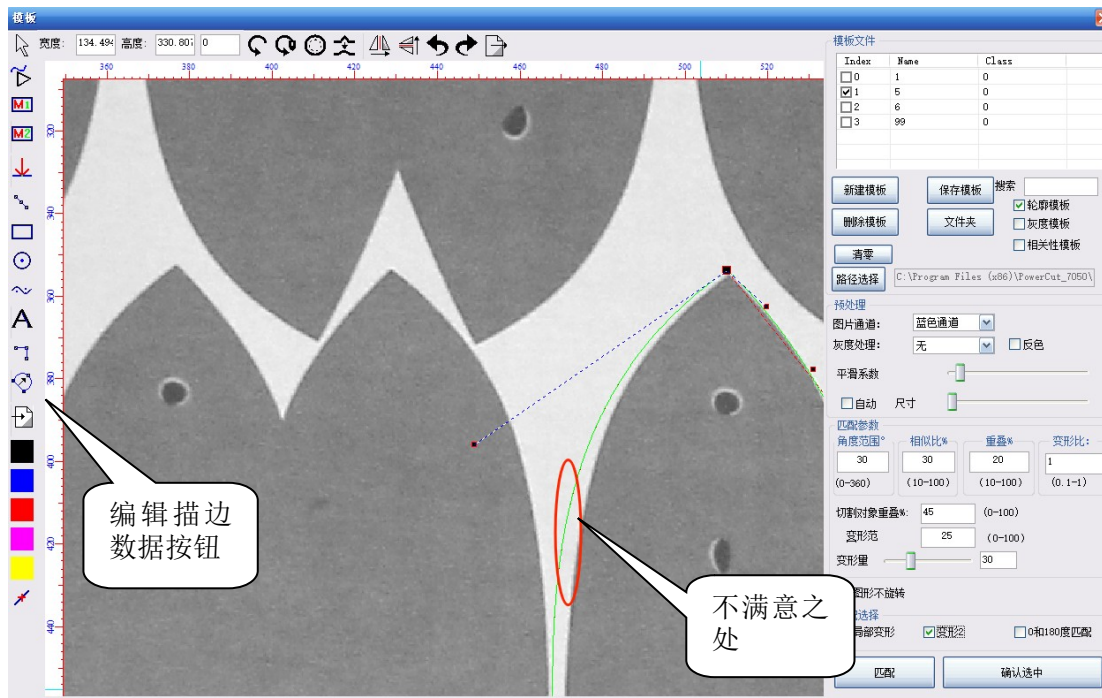 模板
宽度: 134.494 高度: 330.807 0
360 380 400 420 440 460 480 500 520
M1
M2
320
340
360
380
400
420
440
A
编辑描边
数据按钮
不满意之
处
模板文件
Index Name Class
0 1 0
1 5 0
2 6 0
3 99 0
新建模板 保存模板 搜索
轮廓模板
删除模板 文件夹 灰度模板
相关性模板
清零
路径选择 C:\Program Files (x86)\PowerCut_7050\
预处理
图片通道: 蓝色通道
灰度处理: 无 反色
平滑系数
自动 尺寸
匹配参数
角度范围° 相似比% 重叠% 变形比:
30 30 20 1
(0-360) (10-100) (10-100) (0.1-1)
切割对象重叠%: 45 (0-100)
变形范 25 (0-100)
变形量 30
图形不旋转
选择
局部变形 变形2 0和180度匹配
匹配 确认选中